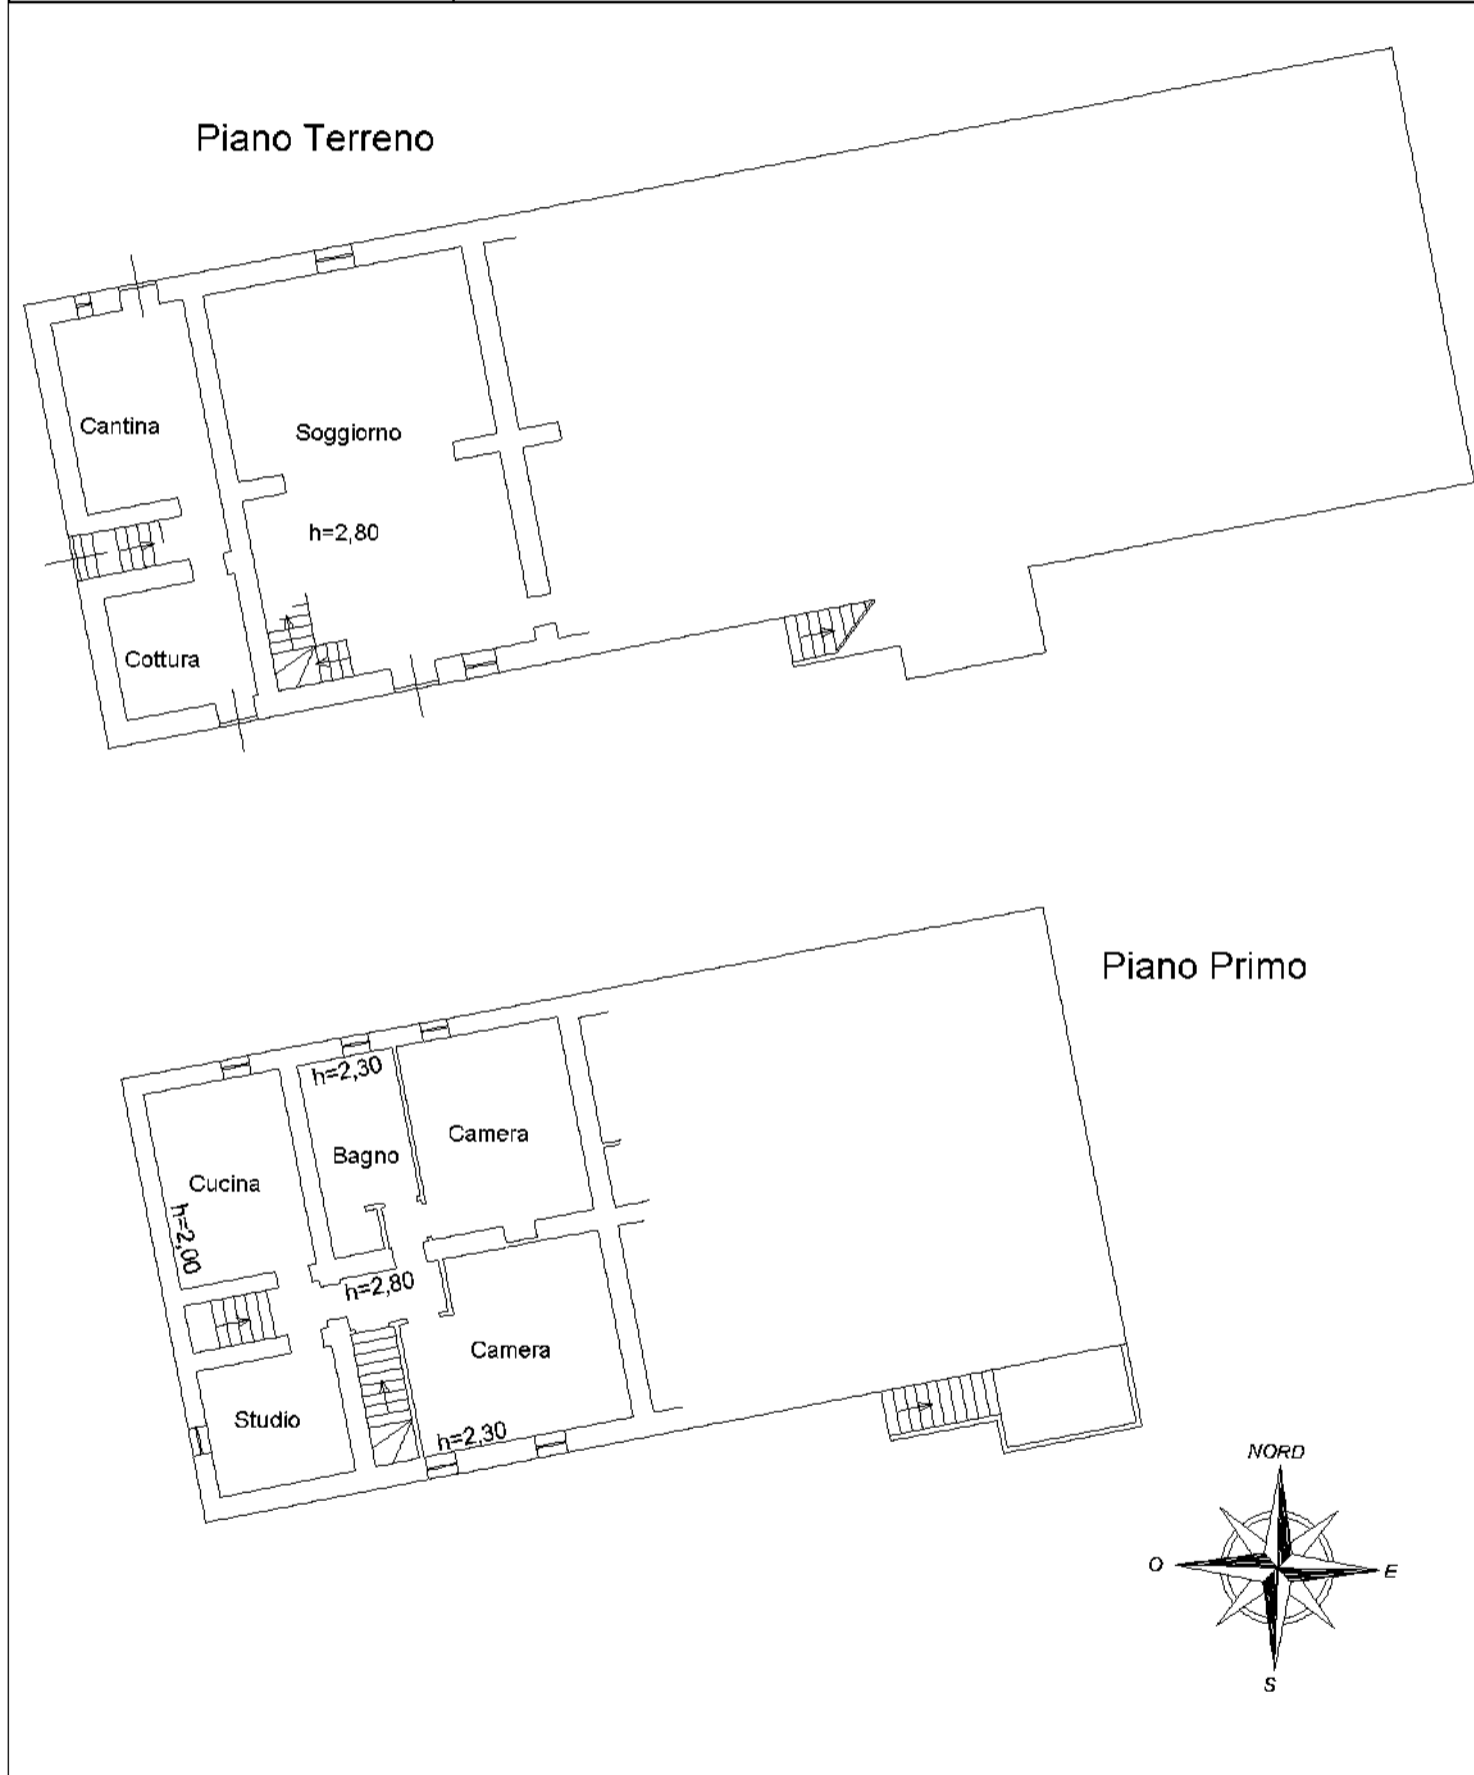 Piano Terreno
Cantina
Soggiorno
h=2,80
Cottura
Piano Primo
h=2,30
Camera
Bagno
Cucina
h=2,00
h=2,80
Camera
Studio
h=2,30
NORD
O
E
S